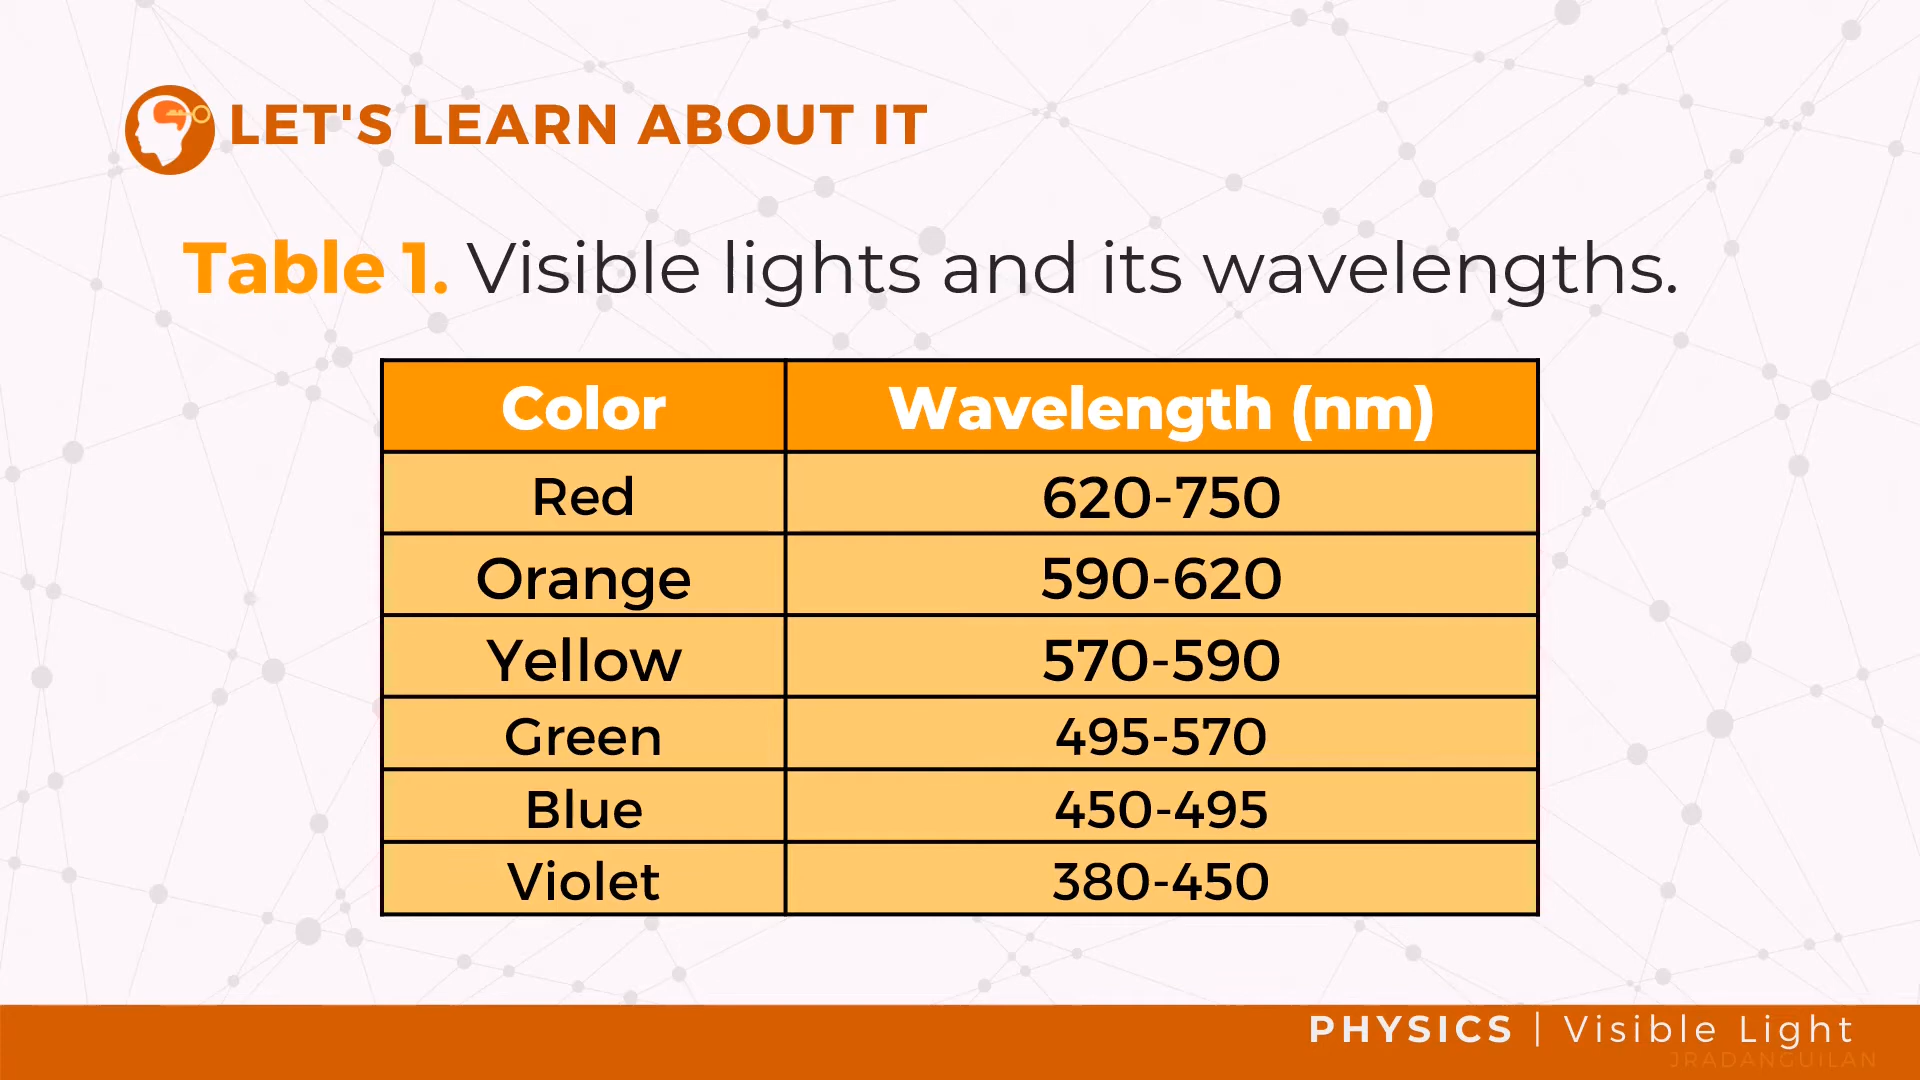 LET'S LEARN ABOUT IT
Table 1. Visible lights and its wavelengths.
Color Wavelength (nm)
Red 620-750
Orange 590-620
Yellow 570-590
Green 495-570
Blue 450-495
Violet 380-450
PHYSICS | Visible Light
JRADANGUILAN